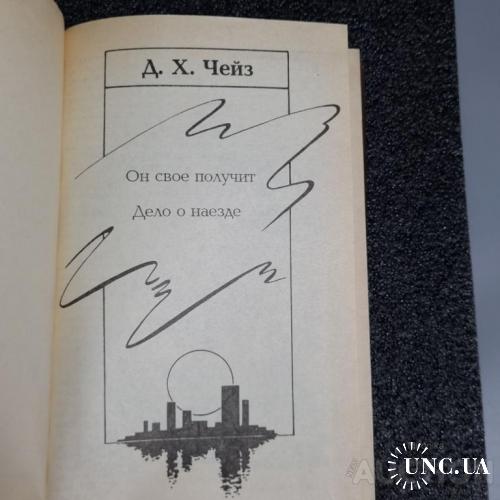 Д. Х. Чейз
Он свое получит
Дело о наезде
UNC.UA